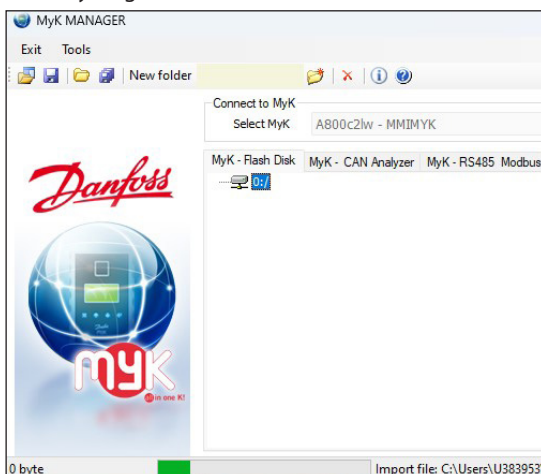 MyK MANAGER
Exit Tools
New folder
Connect to MyK
Select MyK A800c2lw - MMIMYK
MyK - Flash Disk MyK - CAN Analyzer MyK - RS485 Modbus
0:/
Danfoss
myK
all in one K!
0 byte Import file: C:\Users\U383953